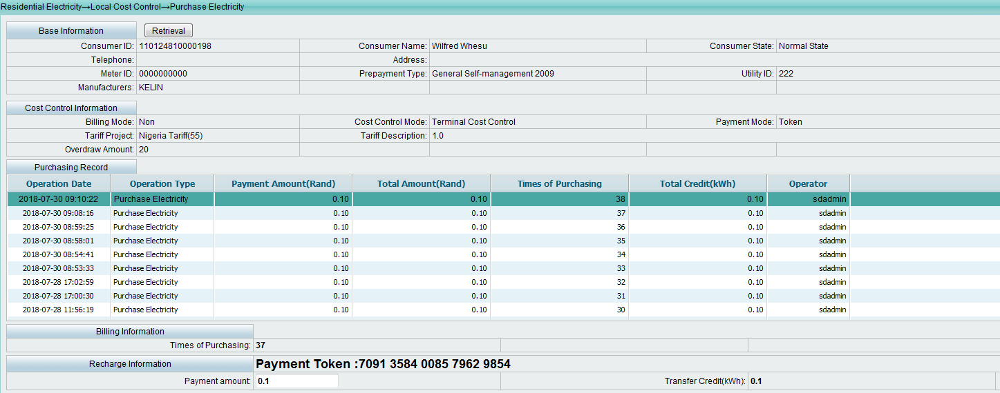 Residential Electricity→Local Cost Control→Purchase Electricity
Base Information Retrieval
Consumer ID: 110124810000198 Consumer Name: Wilfred Whesu Consumer State: Normal State
Telephone: Address:
Meter ID: 0000000000 Prepayment Type: General Self-management 2009 Utility ID: 222
Manufacturers: KELIN
Cost Control Information
Billing Mode: Non Cost Control Mode: Terminal Cost Control Payment Mode: Token
Tariff Project: Nigeria Tariff(55) Tariff Description: 1.0
Overdraw Amount: 20
Purchasing Record
Operation Date Operation Type Payment Amount(Rand) Total Amount(Rand) Times of Purchasing Total Credit(kWh) Operator
2018-07-30 09:10:22 Purchase Electricity 0.10 0.10 38 0.10 sdadmin
2018-07-30 09:08:16 Purchase Electricity 0.10 0.10 37 0.10 sdadmin
2018-07-30 08:59:25 Purchase Electricity 0.10 0.10 36 0.10 sdadmin
2018-07-30 08:58:01 Purchase Electricity 0.10 0.10 35 0.10 sdadmin
2018-07-30 08:54:41 Purchase Electricity 0.10 0.10 34 0.10 sdadmin
2018-07-30 08:53:33 Purchase Electricity 0.10 0.10 33 0.10 sdadmin
2018-07-28 17:02:59 Purchase Electricity 0.10 0.10 32 0.10 sdadmin
2018-07-28 17:00:30 Purchase Electricity 0.10 0.10 31 0.10 sdadmin
2018-07-28 11:56:19 Purchase Electricity 0.10 0.10 30 0.10 sdadmin
Billing Information
Times of Purchasing: 37
Recharge Information Payment Token :7091 3584 0085 7962 9854
Payment amount: 0.1 Transfer Credit(kWh): 0.1